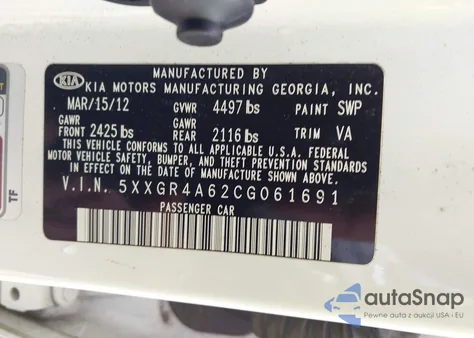 MANUFACTURED BY
KIA KIA MOTORS MANUFACTURING GEORGIA, INC.
MAR/15/12 GVWR 4497 lbs PAINT SWP
GAWR GAWR
FRONT 2425 lbs REAR 2116 lbs TRIM VA
THIS VEHICLE CONFORMS TO ALL APPLICABLE U.S.A. FEDERAL
MOTOR VEHICLE SAFETY, BUMPER, AND THEFT PREVENTION
STANDARDS IN EFFECT ON THE DATE OF MANUFACTURE SHOWN ABOVE.
V.I.N. 5XXGR4A62CG061691
PASSENGER CAR
TF
autaSnap
Pewne auta z aukcji USA i EU